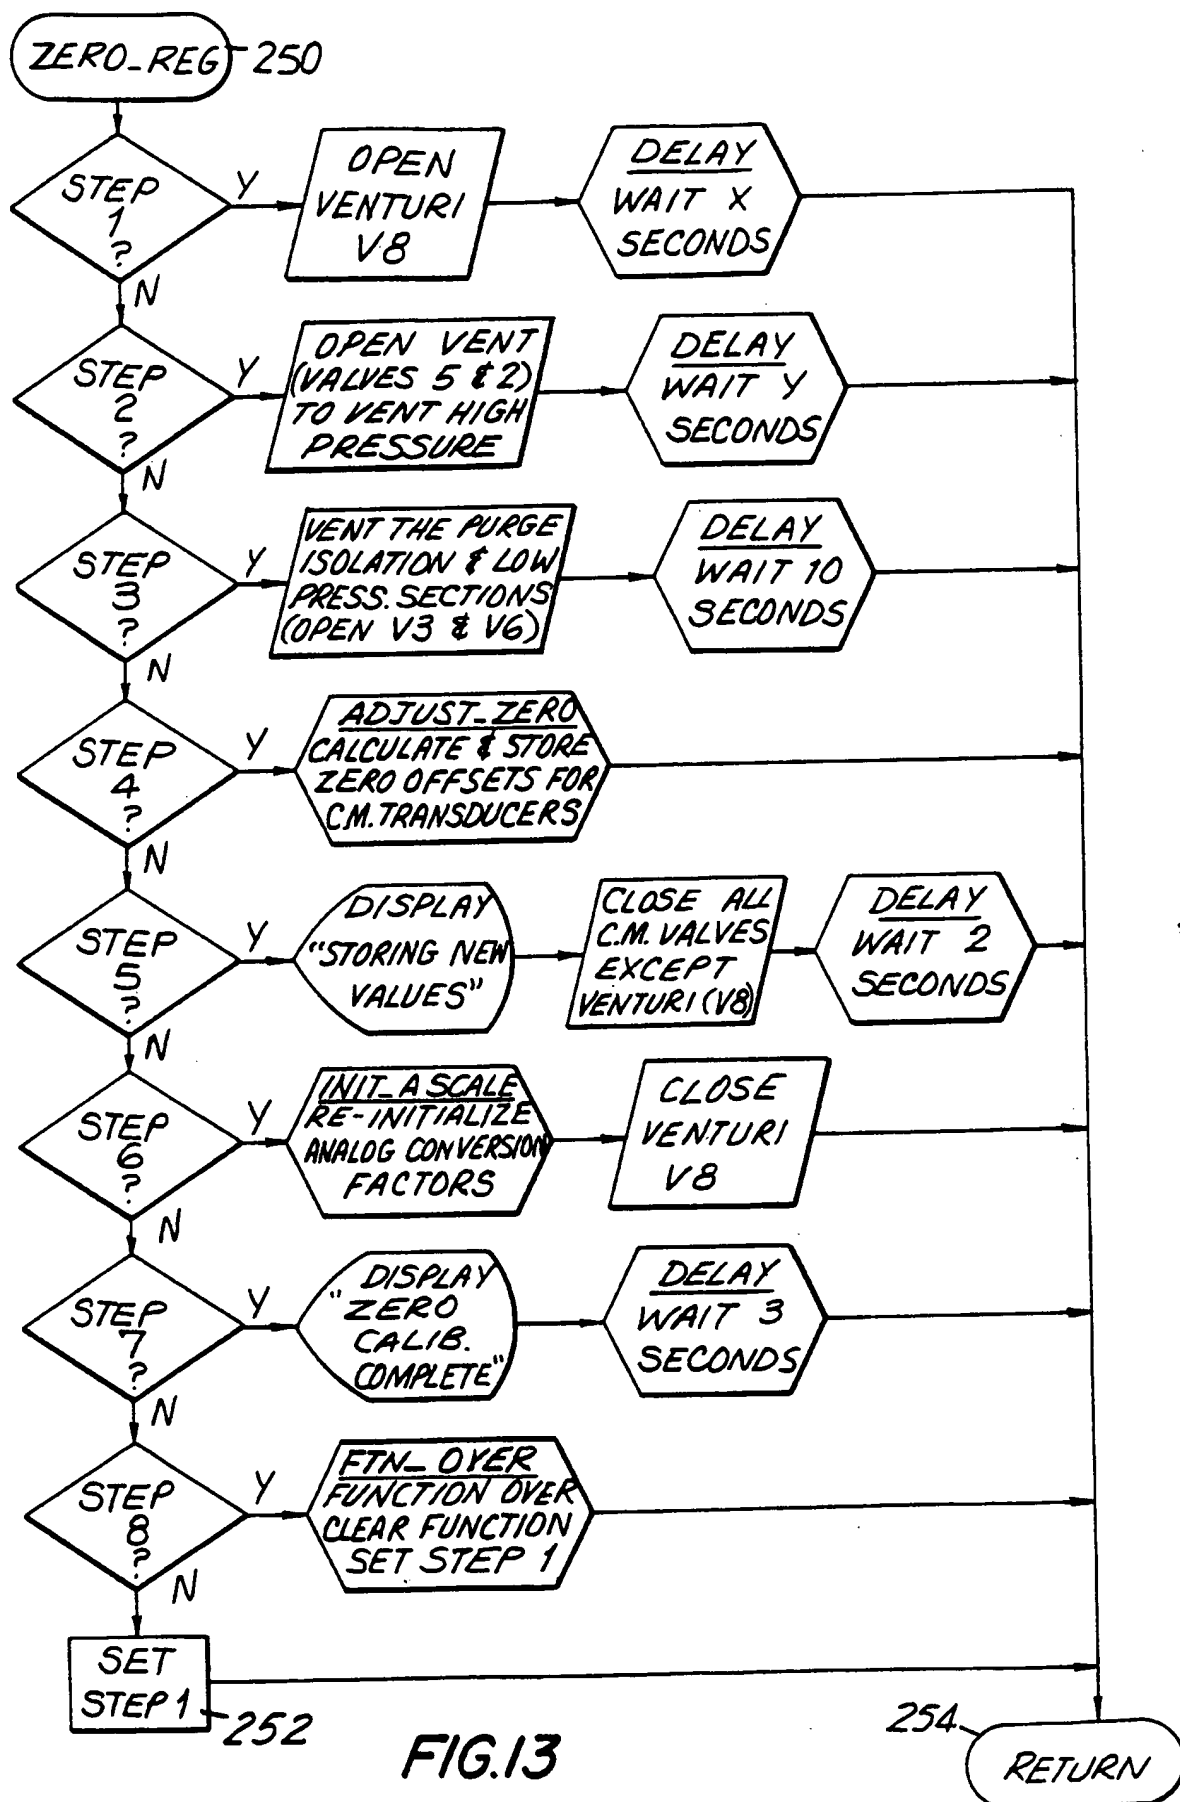 ZERO_REG 250
STEP
1
?
Y
N
OPEN
VENTURI
V8
DELAY
WAIT X
SECONDS
STEP
2
?
Y
N
OPEN VENT
(VALVES 5 & 2)
TO VENT HIGH
PRESSURE
DELAY
WAIT Y
SECONDS
STEP
3
?
Y
N
VENT THE PURGE
ISOLATION & LOW
PRESS. SECTIONS
(OPEN V3 & V6)
DELAY
WAIT 10
SECONDS
STEP
4
?
Y
N
ADJUST_ZERO
CALCULATE & STORE
ZERO OFFSETS FOR
C.M. TRANSDUCERS
STEP
5
?
Y
N
DISPLAY
"STORING NEW
VALUES"
CLOSE ALL
C.M. VALVES
EXCEPT
VENTURI (V8)
DELAY
WAIT 2
SECONDS
STEP
6
?
Y
N
INIT_A SCALE
RE-INITIALIZE
ANALOG CONVERSION
FACTORS
CLOSE
VENTURI
V8
STEP
7
?
Y
N
DISPLAY
"ZERO
CALIB.
COMPLETE"
DELAY
WAIT 3
SECONDS
STEP
8
?
Y
N
FTN_OVER
FUNCTION OVER
CLEAR FUNCTION
SET STEP 1
SET
STEP 1
252
254
RETURN
FIG.13